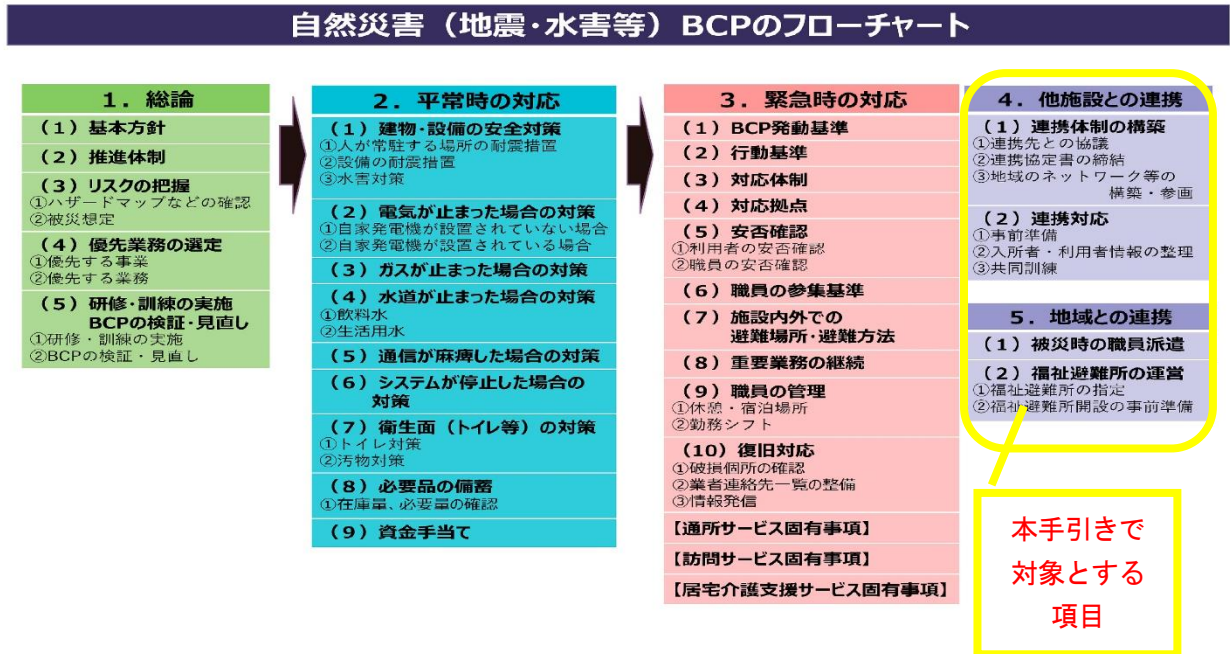 自然災害（地震・水害等）BCPのフローチャート
1．総論
（1）基本方針
（2）推進体制
（3）リスクの把握
①ハザードマップなどの確認
②被災想定
（4）優先業務の選定
①優先する事業
②優先する業務
（5）研修・訓練の実施
BCPの検証・見直し
①研修・訓練の実施
②BCPの検証・見直し
2．平常時の対応
（1）建物・設備の安全対策
①人が常駐する場所の耐震措置
②設備の耐震措置
③水害対策
（2）電気が止まった場合の対策
①自家発電機が設置されていない場合
②自家発電機が設置されている場合
（3）ガスが止まった場合の対策
（4）水道が止まった場合の対策
①飲料水
②生活用水
（5）通信が麻痺した場合の対策
（6）システムが停止した場合の
対策
（7）衛生面（トイレ等）の対策
①トイレ対策
②汚物対策
（8）必要品の備蓄
①在庫量、必要量の確認
（9）資金手当て
3．緊急時の対応
（1）BCP発動基準
（2）行動基準
（3）対応体制
（4）対応拠点
（5）安否確認
①利用者の安否確認
②職員の安否確認
（6）職員の参集基準
（7）施設内外での
避難場所・避難方法
（8）重要業務の継続
（9）職員の管理
①休憩・宿泊場所
②勤務シフト
（10）復旧対応
①破損個所の確認
②業者連絡先一覧の整備
③情報発信
【通所サービス固有事項】
【訪問サービス固有事項】
【居宅介護支援サービス固有事項】
4．他施設との連携
（1）連携体制の構築
①連携先との協議
②連携協定書の締結
③地域のネットワーク等の
構築・参画
（2）連携対応
①事前準備
②入所者・利用者情報の整理
③共同訓練
5．地域との連携
（1）被災時の職員派遣
（2）福祉避難所の運営
①福祉避難所の指定
②福祉避難所開設の事前準備
本手引きで
対象とする
項目